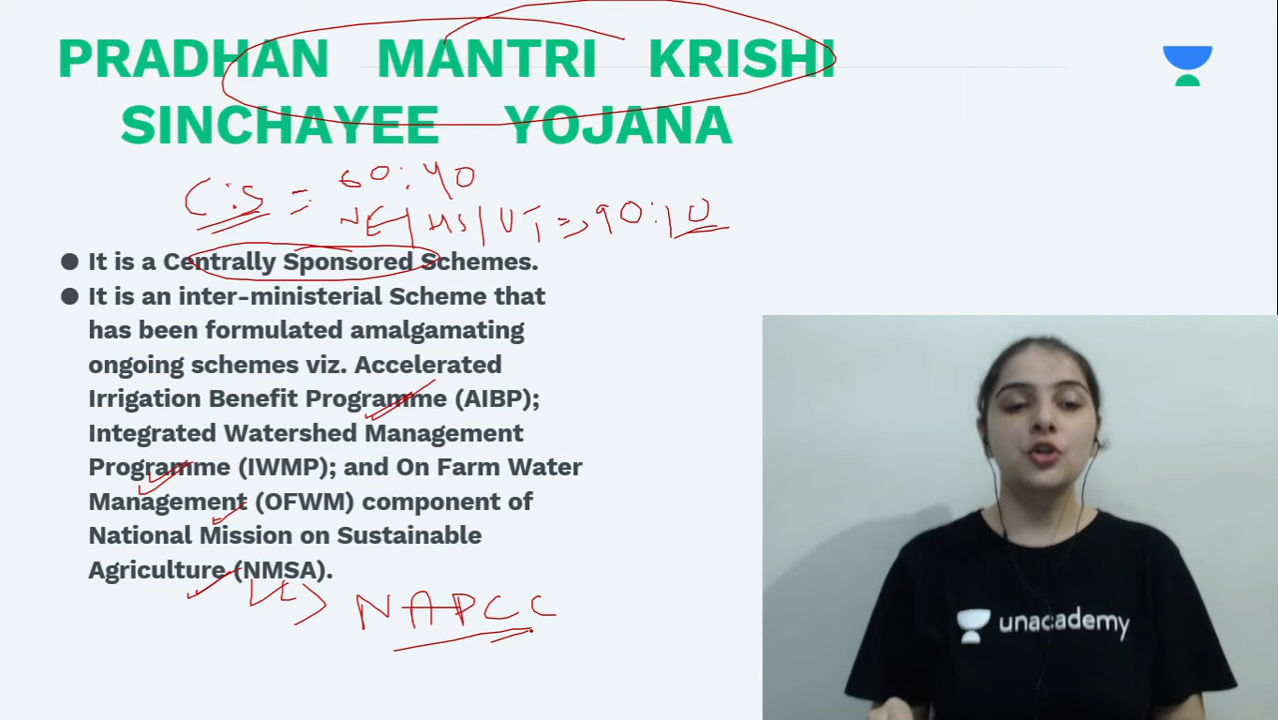 PRADHAN MANTRI KRISHI
SINCHAYEE YOJANA
C:S = 60:40
NE/HS/UT => 90:10
● It is a Centrally Sponsored Schemes.
● It is an inter-ministerial Scheme that
has been formulated amalgamating
ongoing schemes viz. Accelerated
Irrigation Benefit Programme (AIBP);
Integrated Watershed Management
Programme (IWMP); and On Farm Water
Management (OFWM) component of
National Mission on Sustainable
Agriculture (NMSA).
NAPCC
unacademy